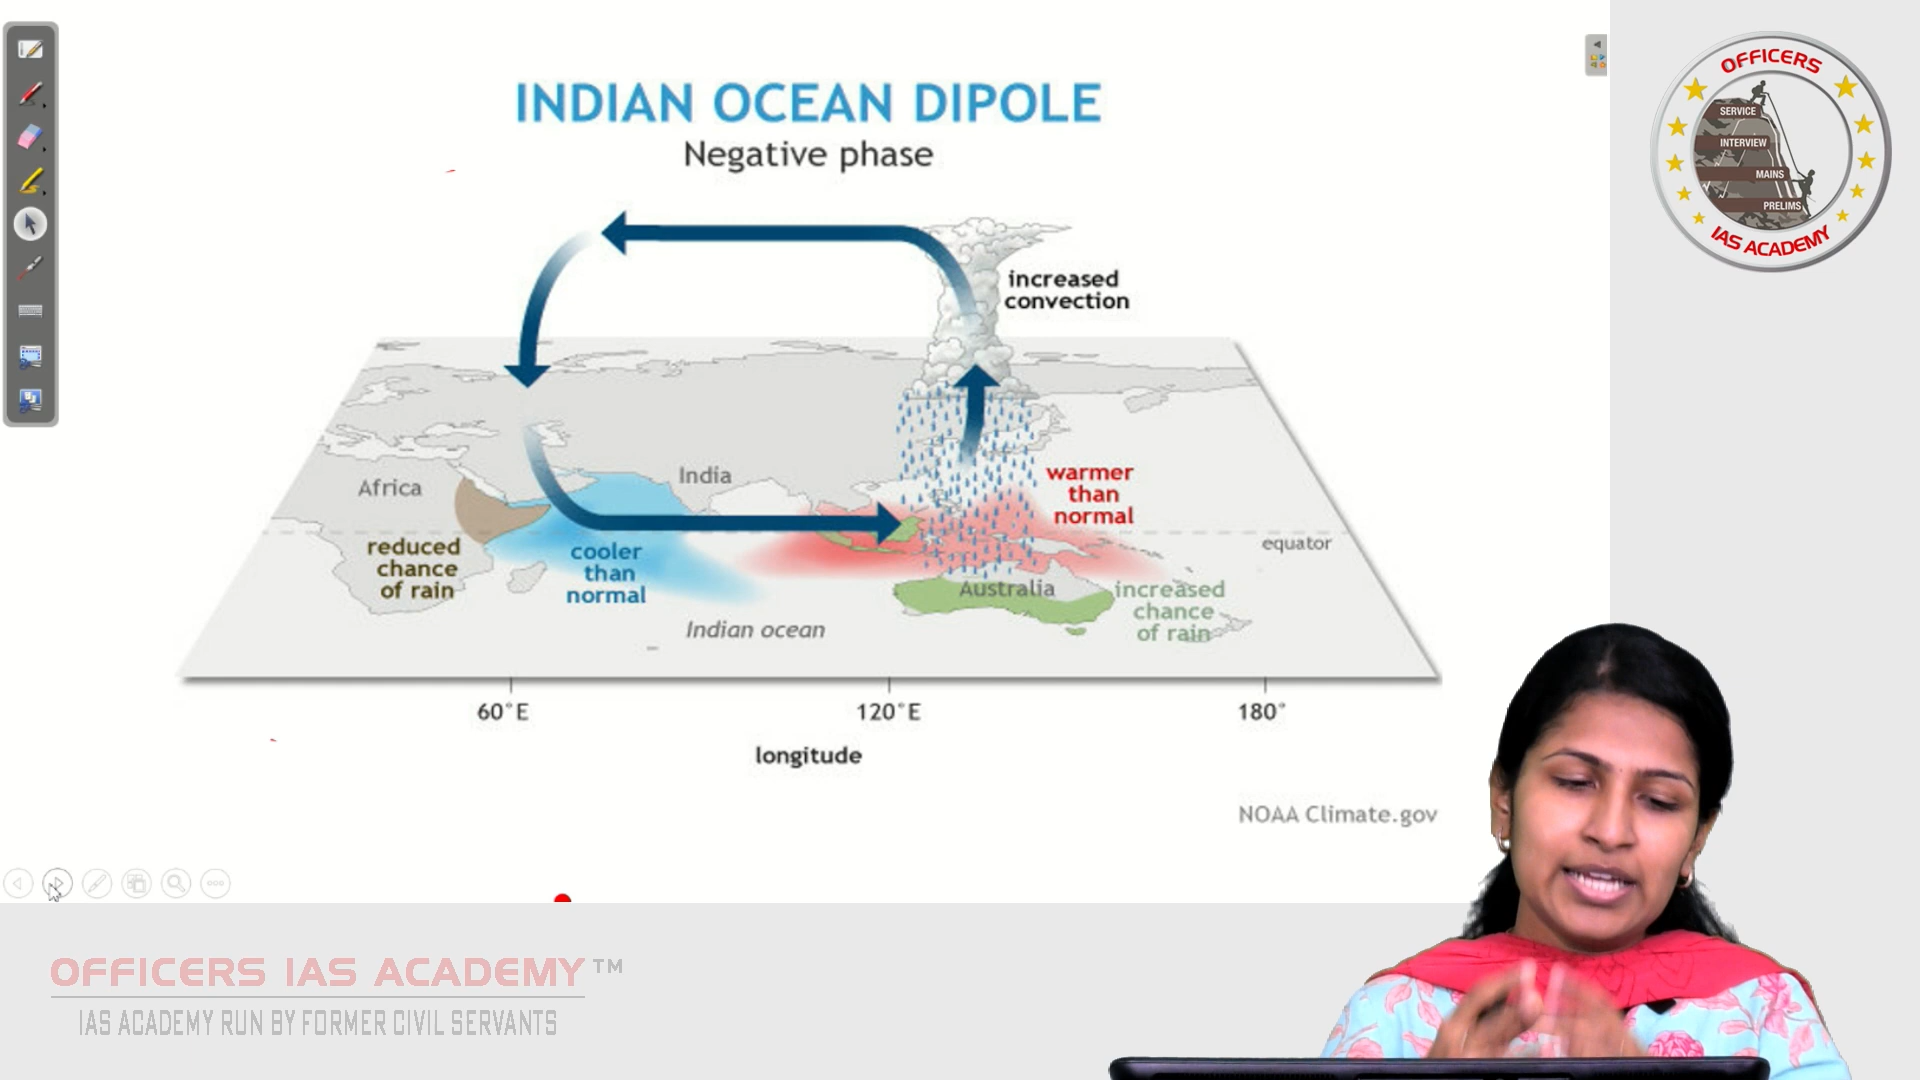 INDIAN OCEAN DIPOLE
Negative phase
increased
convection
Africa
India
warmer
than
normal
reduced
chance
of rain
cooler
than
normal
equator
Australia
increased
chance
of rain
Indian ocean
60°E
120°E
180°
longitude
NOAA Climate.gov
OFFICERS
SERVICE
INTERVIEW
MAINS
PRELIMS
IAS ACADEMY
OFFICERS IAS ACADEMY™
IAS ACADEMY RUN BY FORMER CIVIL SERVANTS